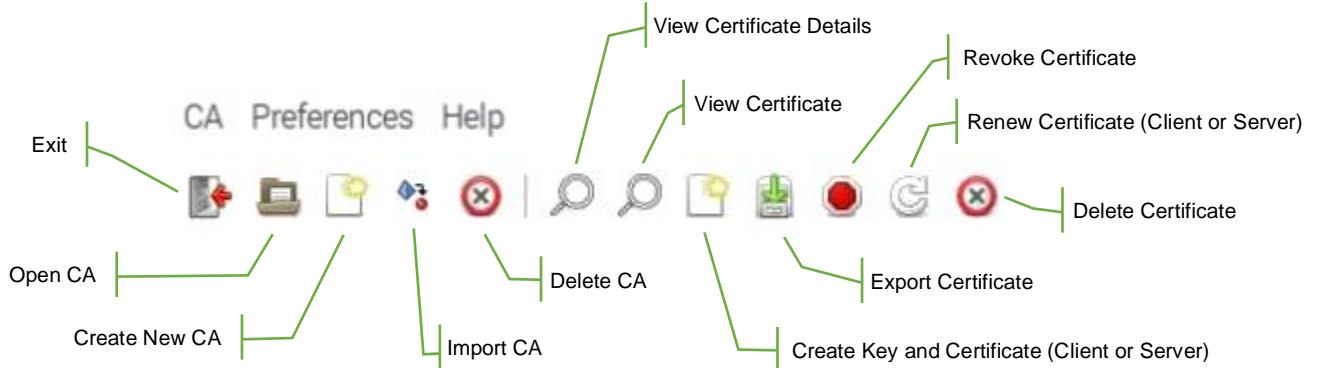 View Certificate Details
Revoke Certificate
View Certificate
CA Preferences Help
Renew Certificate (Client or Server)
Exit
Delete Certificate
Open CA
Delete CA
Export Certificate
Create New CA
Import CA
Create Key and Certificate (Client or Server)